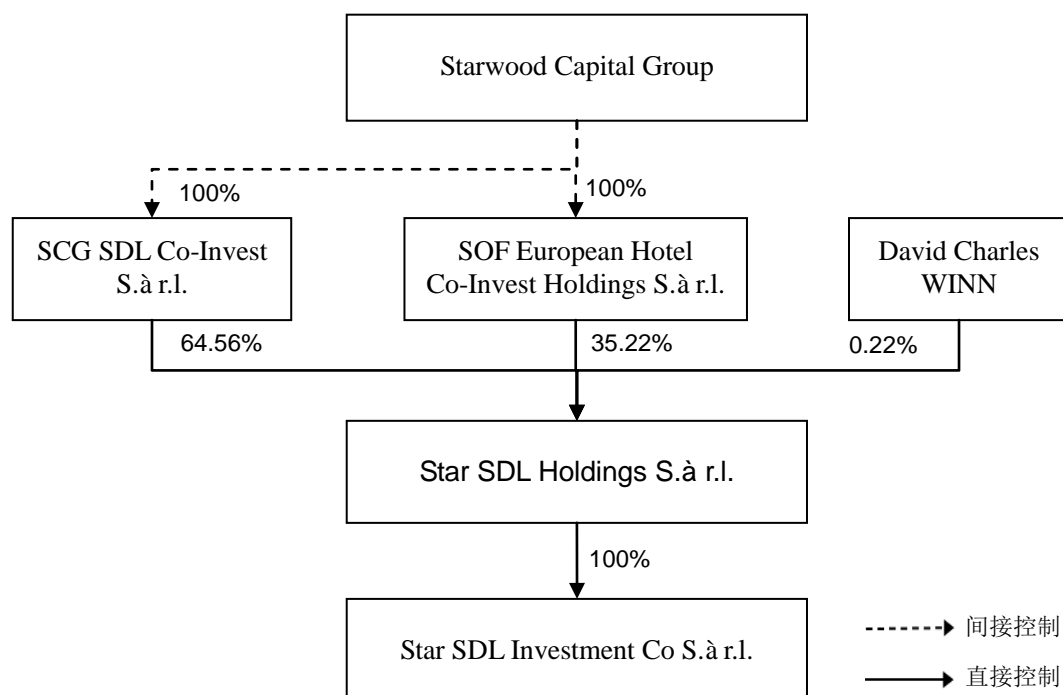 Starwood Capital Group
100%
100%
SCG SDL Co-Invest
S.à r.l.
SOF European Hotel
Co-Invest Holdings S.à r.l.
David Charles
WINN
64.56%
35.22%
0.22%
Star SDL Holdings S.à r.l.
100%
Star SDL Investment Co S.à r.l.
间接控制
直接控制